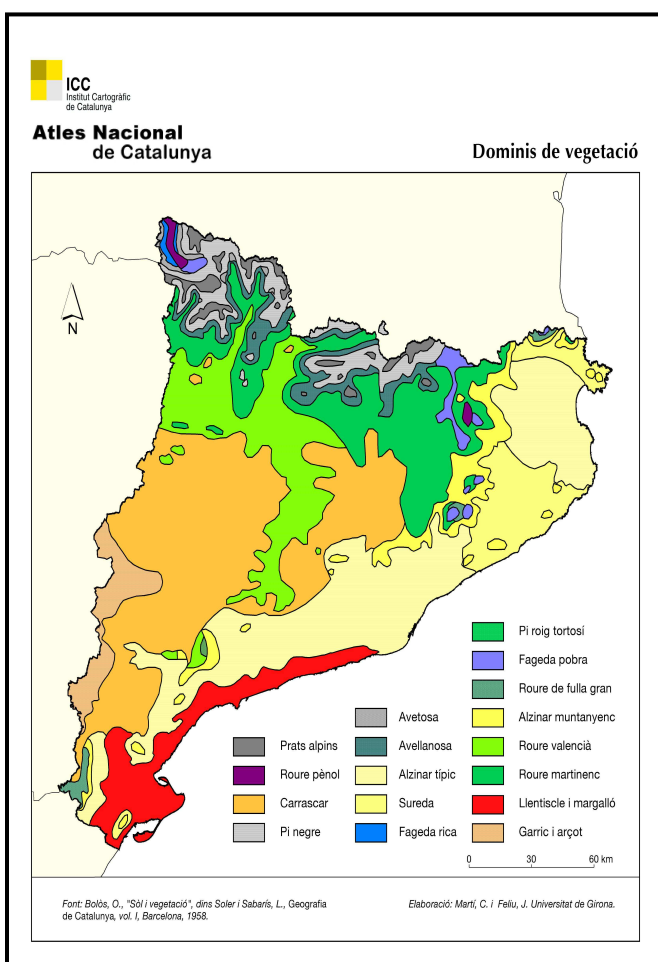 ICC
Institut Cartogràfic
de Catalunya
Atles Nacional
de Catalunya
Dominis de vegetació
N
Pi roig tortosí
Fageda pobra
Roure de fulla gran
Avetosa
Alzinar muntanyenc
Prats alpins
Avellanosa
Roure valencià
Roure pènol
Alzinar típic
Roure martinenc
Carrascar
Sureda
Llentiscle i margalló
Pi negre
Fageda rica
Garric i arçot
0 30 60 km
Font: Bolòs, O., "Sòl i vegetació", dins Soler i Sabarís, L., Geografia
de Catalunya, vol. I, Barcelona, 1958.
Elaboració: Martí, C. i Feliu, J. Universitat de Girona.